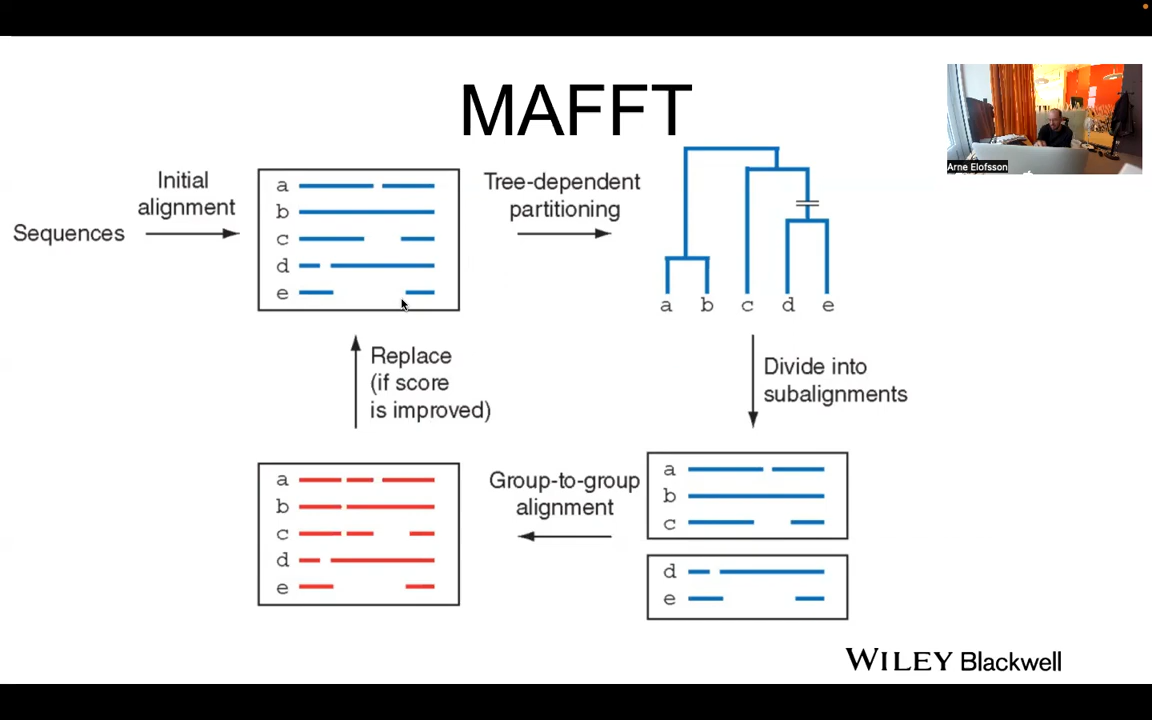 MAFFT
Arne Elofsson
Initial
alignment
Sequences
a
b
c
d
e
Tree-dependent
partitioning
a b c d e
Divide into
subalignments
a
b
c
d
e
Group-to-group
alignment
a
b
c
d
e
Replace
(if score
is improved)
WILEY Blackwell